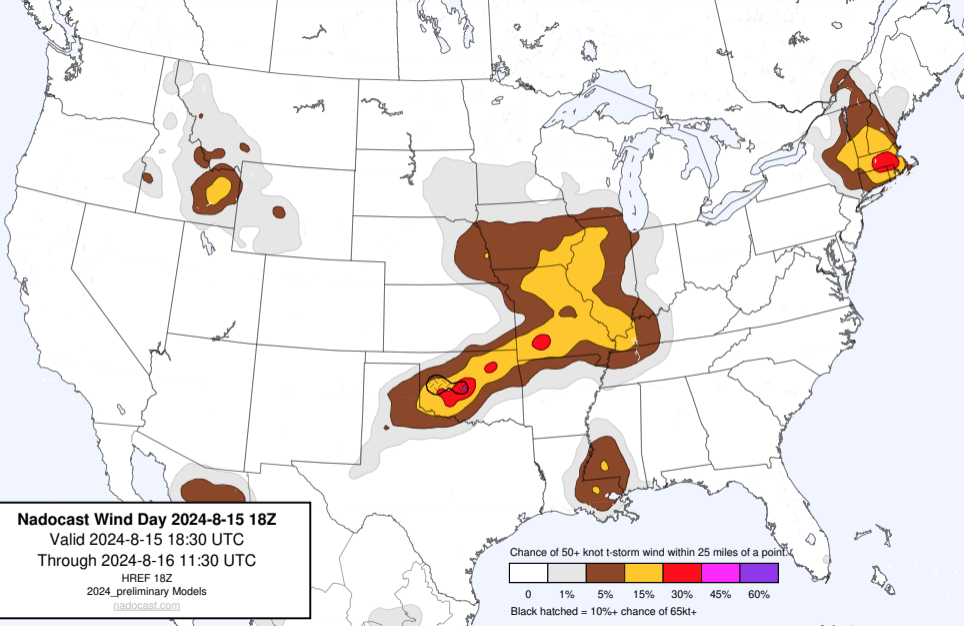 Nadocast Wind Day 2024-8-15 18Z
Valid 2024-8-15 18:30 UTC
Through 2024-8-16 11:30 UTC
HREF 18Z
2024_preliminary Models
nadocast.com
Chance of 50+ knot t-storm wind within 25 miles of a point.
0 1% 5% 15% 30% 45% 60%
Black hatched = 10%+ chance of 65kt+